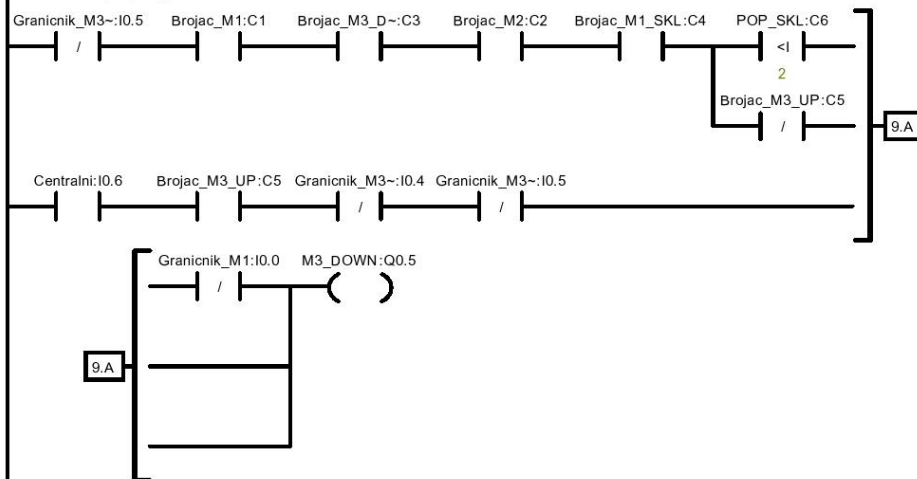 Granicnik_M3~:I0.5 Brojac_M1:C1 Brojac_M3_D~:C3 Brojac_M2:C2 Brojac_M1_SKL:C4 POP_SKL:C6
/ <I
2
Brojac_M3_UP:C5
/
9.A
Centralni:I0.6 Brojac_M3_UP:C5 Granicnik_M3~:I0.4 Granicnik_M3~:I0.5
/ /
Granicnik_M1:I0.0 M3_DOWN:Q0.5
/
9.A